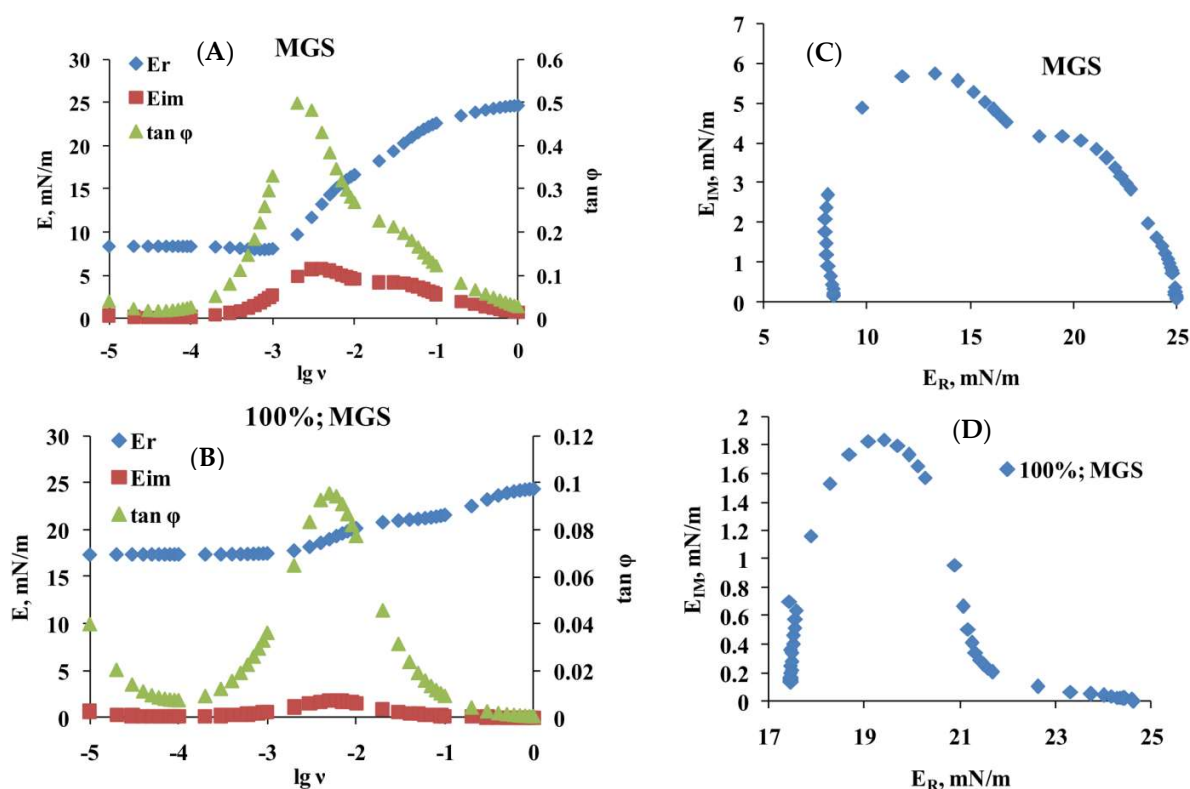 (A)
MGS
Er
Eim
tan φ
30
25
20
15
10
5
0
E, mN/m
0.6
0.5
0.4
0.3
0.2
0.1
0
tan φ
-5 -4 -3 -2 -1 0
lg ν
(C)
MGS
7
6
5
4
3
2
1
0
E_IM, mN/m
5 10 15 20 25
E_R, mN/m
100%; MGS
(B)
Er
Eim
tan φ
30
25
20
15
10
5
0
E, mN/m
0.12
0.1
0.08
0.06
0.04
0.02
0
tan φ
-5 -4 -3 -2 -1 0
lg ν
(D)
100%; MGS
2
1.8
1.6
1.4
1.2
1
0.8
0.6
0.4
0.2
0
E_IM, mN/m
17 19 21 23 25
E_R, mN/m